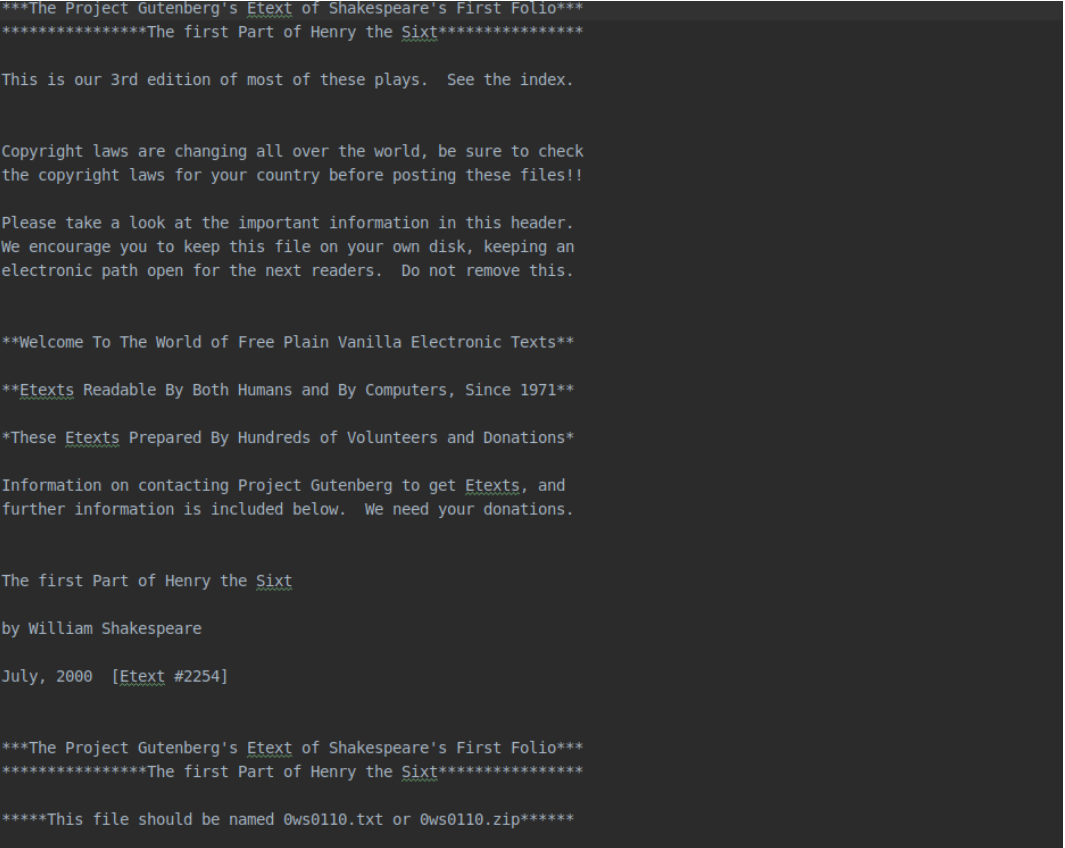 ***The Project Gutenberg's Etext of Shakespeare's First Folio***
****************The first Part of Henry the Sixt****************
This is our 3rd edition of most of these plays.  See the index.
Copyright laws are changing all over the world, be sure to check
the copyright laws for your country before posting these files!!
Please take a look at the important information in this header.
We encourage you to keep this file on your own disk, keeping an
electronic path open for the next readers.  Do not remove this.
**Welcome To The World of Free Plain Vanilla Electronic Texts**
**Etexts Readable By Both Humans and By Computers, Since 1971**
*These Etexts Prepared By Hundreds of Volunteers and Donations*
Information on contacting Project Gutenberg to get Etexts, and
further information is included below.  We need your donations.
The first Part of Henry the Sixt
by William Shakespeare
July, 2000  [Etext #2254]
***The Project Gutenberg's Etext of Shakespeare's First Folio***
****************The first Part of Henry the Sixt****************
*****This file should be named 0ws0110.txt or 0ws0110.zip******